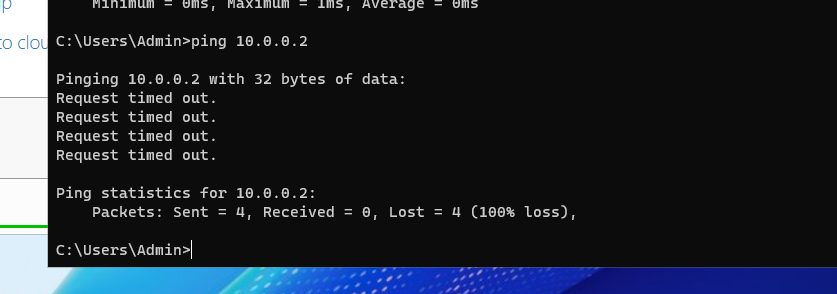 Minimum = 0ms, Maximum = 1ms, Average = 0ms
to clou
C:\Users\Admin>ping 10.0.0.2
Pinging 10.0.0.2 with 32 bytes of data:
Request timed out.
Request timed out.
Request timed out.
Request timed out.
Ping statistics for 10.0.0.2:
Packets: Sent = 4, Received = 0, Lost = 4 (100% loss),
C:\Users\Admin>